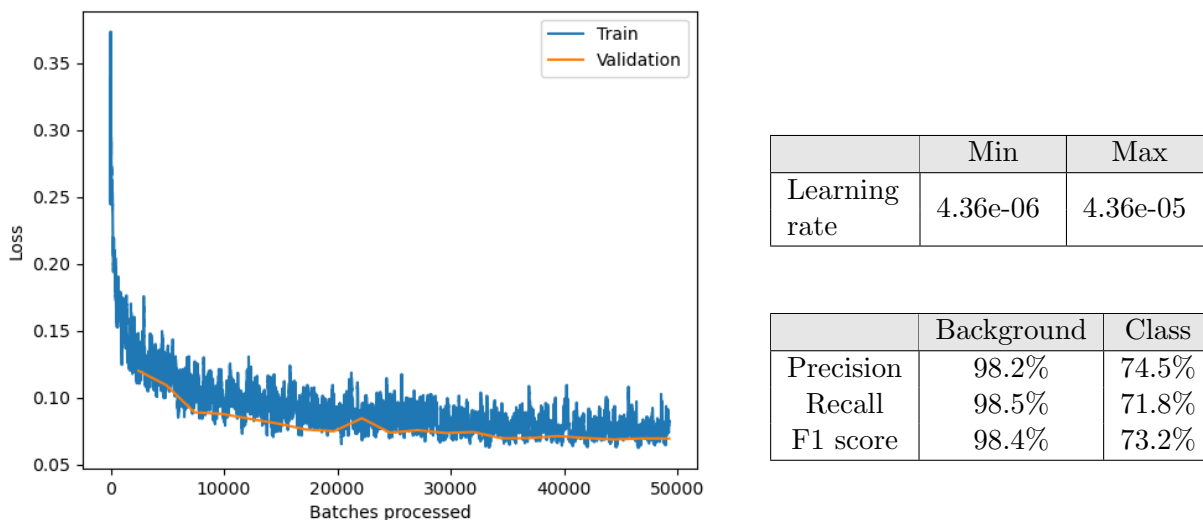 0.35
0.30
0.25
0.20
0.15
0.10
0.05
Loss
Train
Validation
0 10000 20000 30000 40000 50000
Batches processed
Min Max
Learning
rate
4.36e-06 4.36e-05
Background Class
Precision 98.2% 74.5%
Recall 98.5% 71.8%
F1 score 98.4% 73.2%